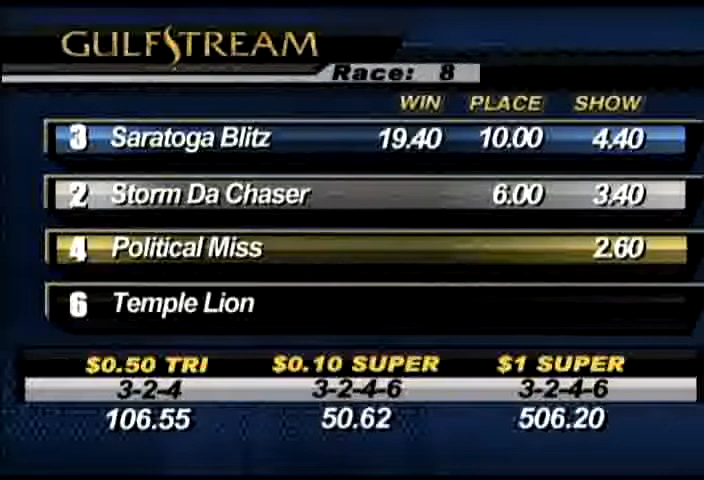 GULFSTREAM
Race: 8
WIN PLACE SHOW
3 Saratoga Blitz 19.40 10.00 4.40
2 Storm Da Chaser 6.00 3.40
4 Political Miss 2.60
6 Temple Lion
$0.50 TRI $0.10 SUPER $1 SUPER
3-2-4 3-2-4-6 3-2-4-6
106.55 50.62 506.20